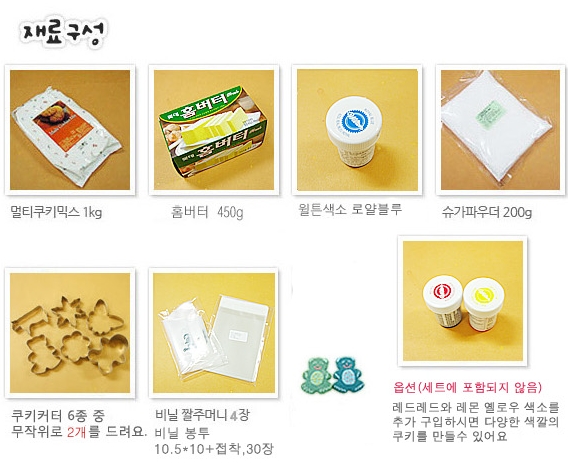 재료구성
홈버터
멀티쿠키믹스 1kg
홈버터 450g
윌튼색소 로얄블루
슈가파우더 200g
쿠키커터 6종 중
무작위로 2개를 드려요.
비닐 짤주머니 4장
비닐 봉투
10.5*10+접착,30장
옵션(세트에 포함되지 않음)
레드레드와 레몬 옐로우 색소를
추가 구입하시면 다양한 색깔의
쿠키를 만들수 있어요